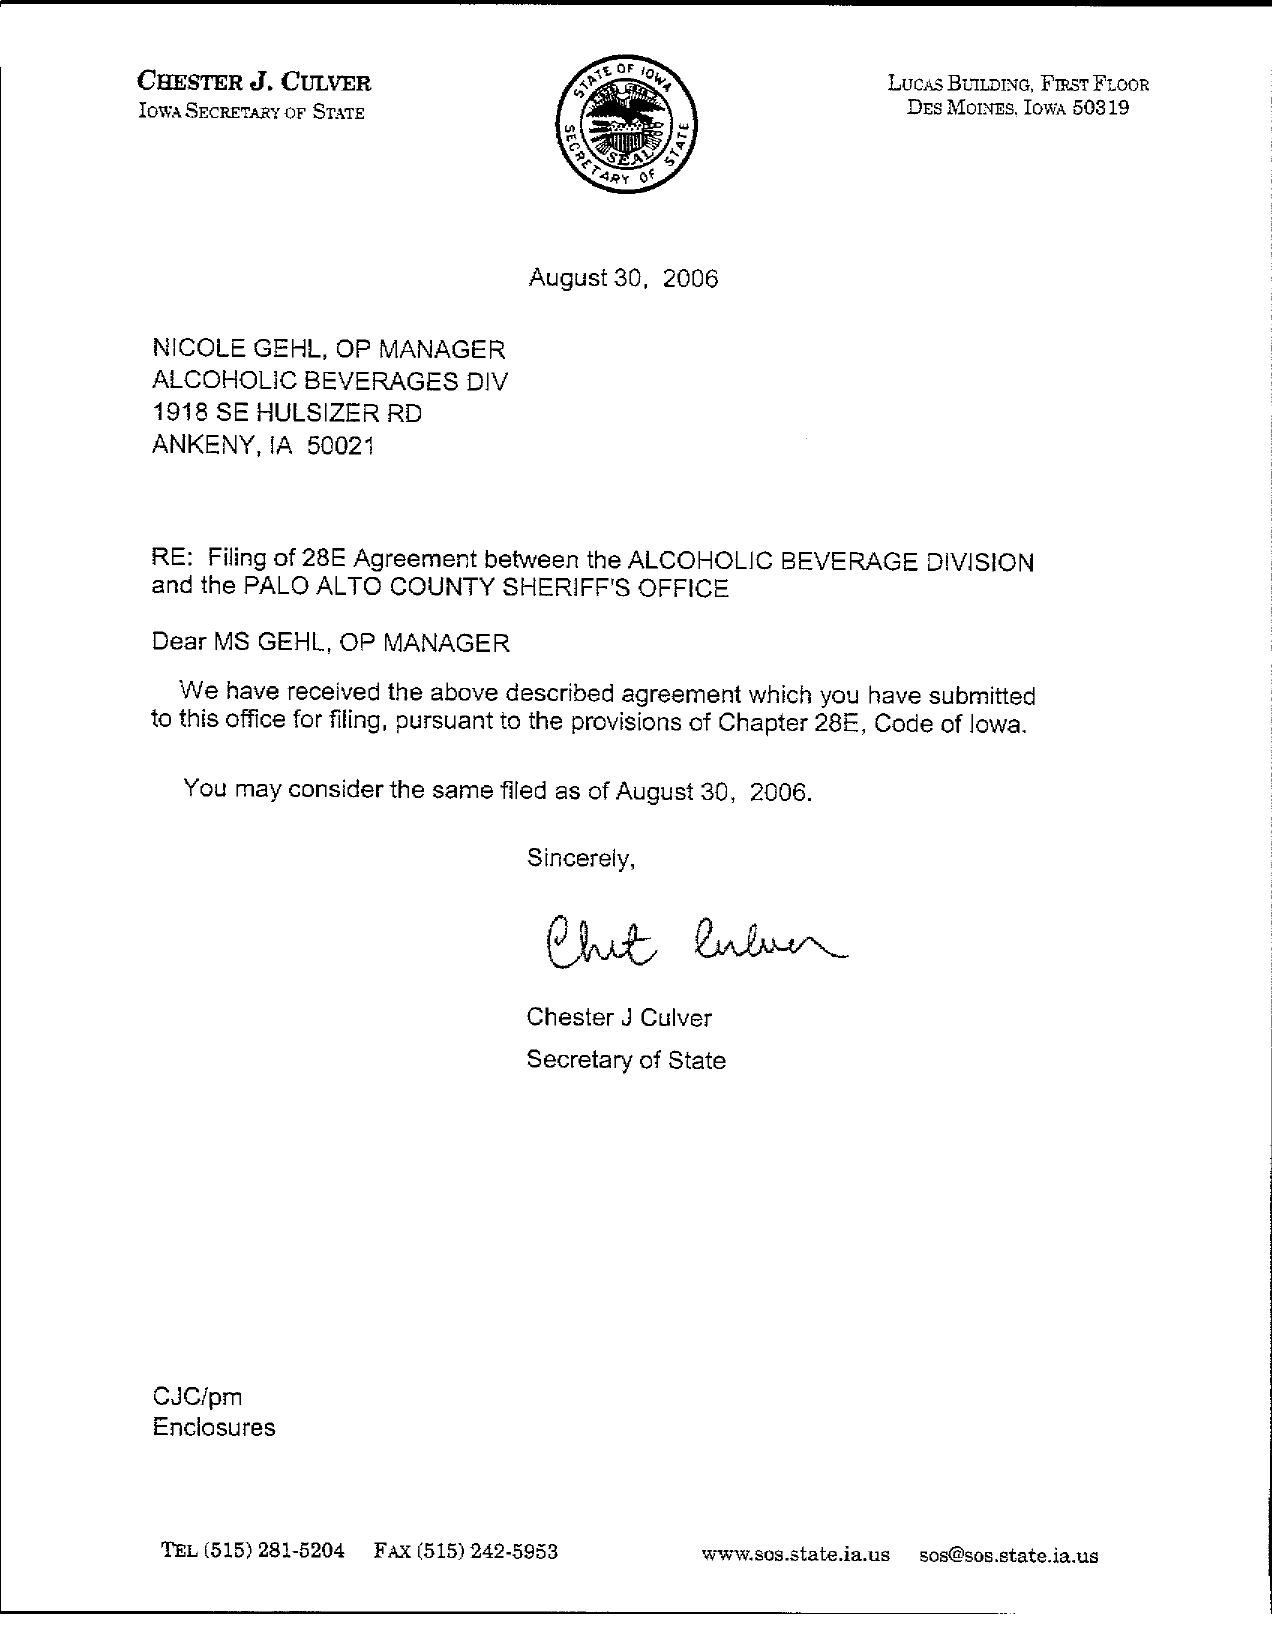 CHESTER J. CULVER
IOWA SECRETARY OF STATE
STATE OF IOWA
SECRETARY OF STATE
SEAL
LUCAS BUILDING, FIRST FLOOR
DES MOINES, IOWA 50319
August 30, 2006
NICOLE GEHL, OP MANAGER
ALCOHOLIC BEVERAGES DIV
1918 SE HULSIZER RD
ANKENY, IA 50021
RE: Filing of 28E Agreement between the ALCOHOLIC BEVERAGE DIVISION
and the PALO ALTO COUNTY SHERIFF'S OFFICE
Dear MS GEHL, OP MANAGER
We have received the above described agreement which you have submitted
to this office for filing, pursuant to the provisions of Chapter 28E, Code of Iowa.
You may consider the same filed as of August 30, 2006.
Sincerely,
Chet Culver
Chester J Culver
Secretary of State
CJC/pm
Enclosures
TEL (515) 281-5204 FAX (515) 242-5953 www.sos.state.ia.us sos@sos.state.ia.us